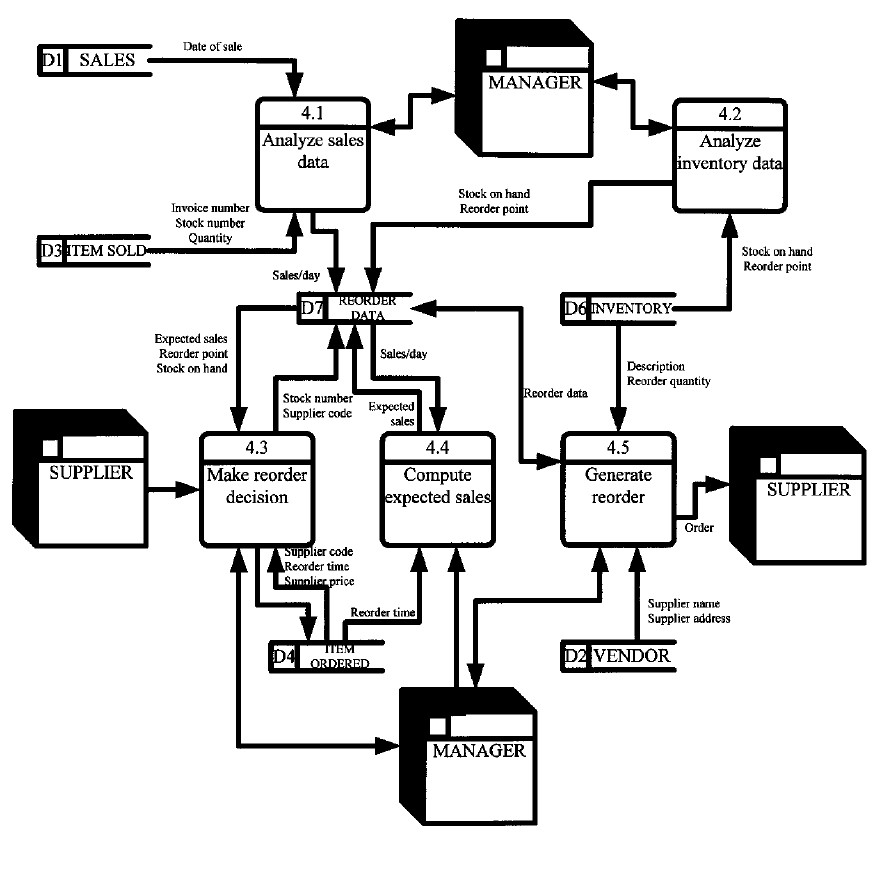 D1 SALES
Date of sale
MANAGER
4.1
Analyze sales
data
4.2
Analyze
inventory data
Invoice number
Stock number
Quantity
Stock on hand
Reorder point
D3 ITEM SOLD
Stock on hand
Reorder point
Sales/day
D7 REORDER
DATA
D6 INVENTORY
Expected sales
Reorder point
Stock on hand
Sales/day
Description
Reorder quantity
Stock number
Supplier code
Expected
sales
Reorder data
SUPPLIER
4.3
Make reorder
decision
4.4
Compute
expected sales
4.5
Generate
reorder
SUPPLIER
Order
Supplier code
Reorder time
Supplier price
Reorder time
Supplier name
Supplier address
D4 ITEM
ORDERED
D2 VENDOR
MANAGER